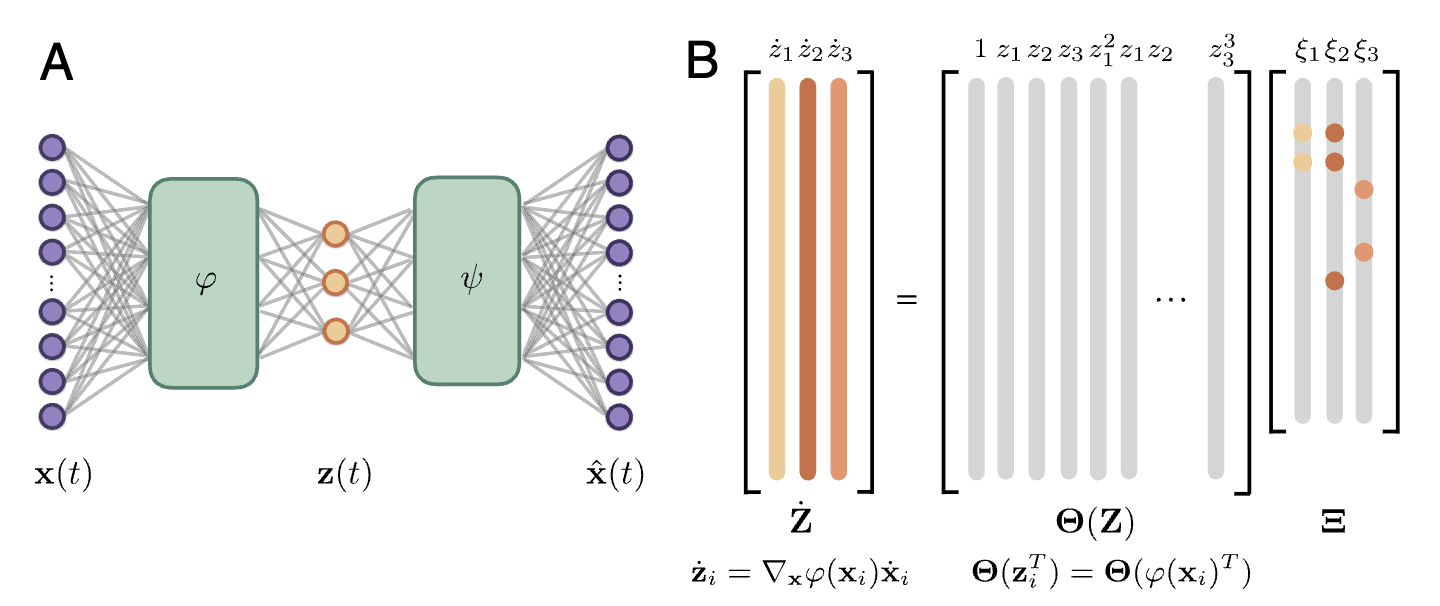 A
φ
ψ
⋮
⋮
x(t)
z(t)
x̂(t)
B
ż₁ ż₂ ż₃
1 z₁ z₂ z₃ z₁² z₁z₂ z₃³
ξ₁ ξ₂ ξ₃
=
⋯
Ż
Θ(Z)
Ξ
żᵢ = ∇ₓφ(xᵢ)ẋᵢ
Θ(zᵢᵀ) = Θ(φ(xᵢ)ᵀ)